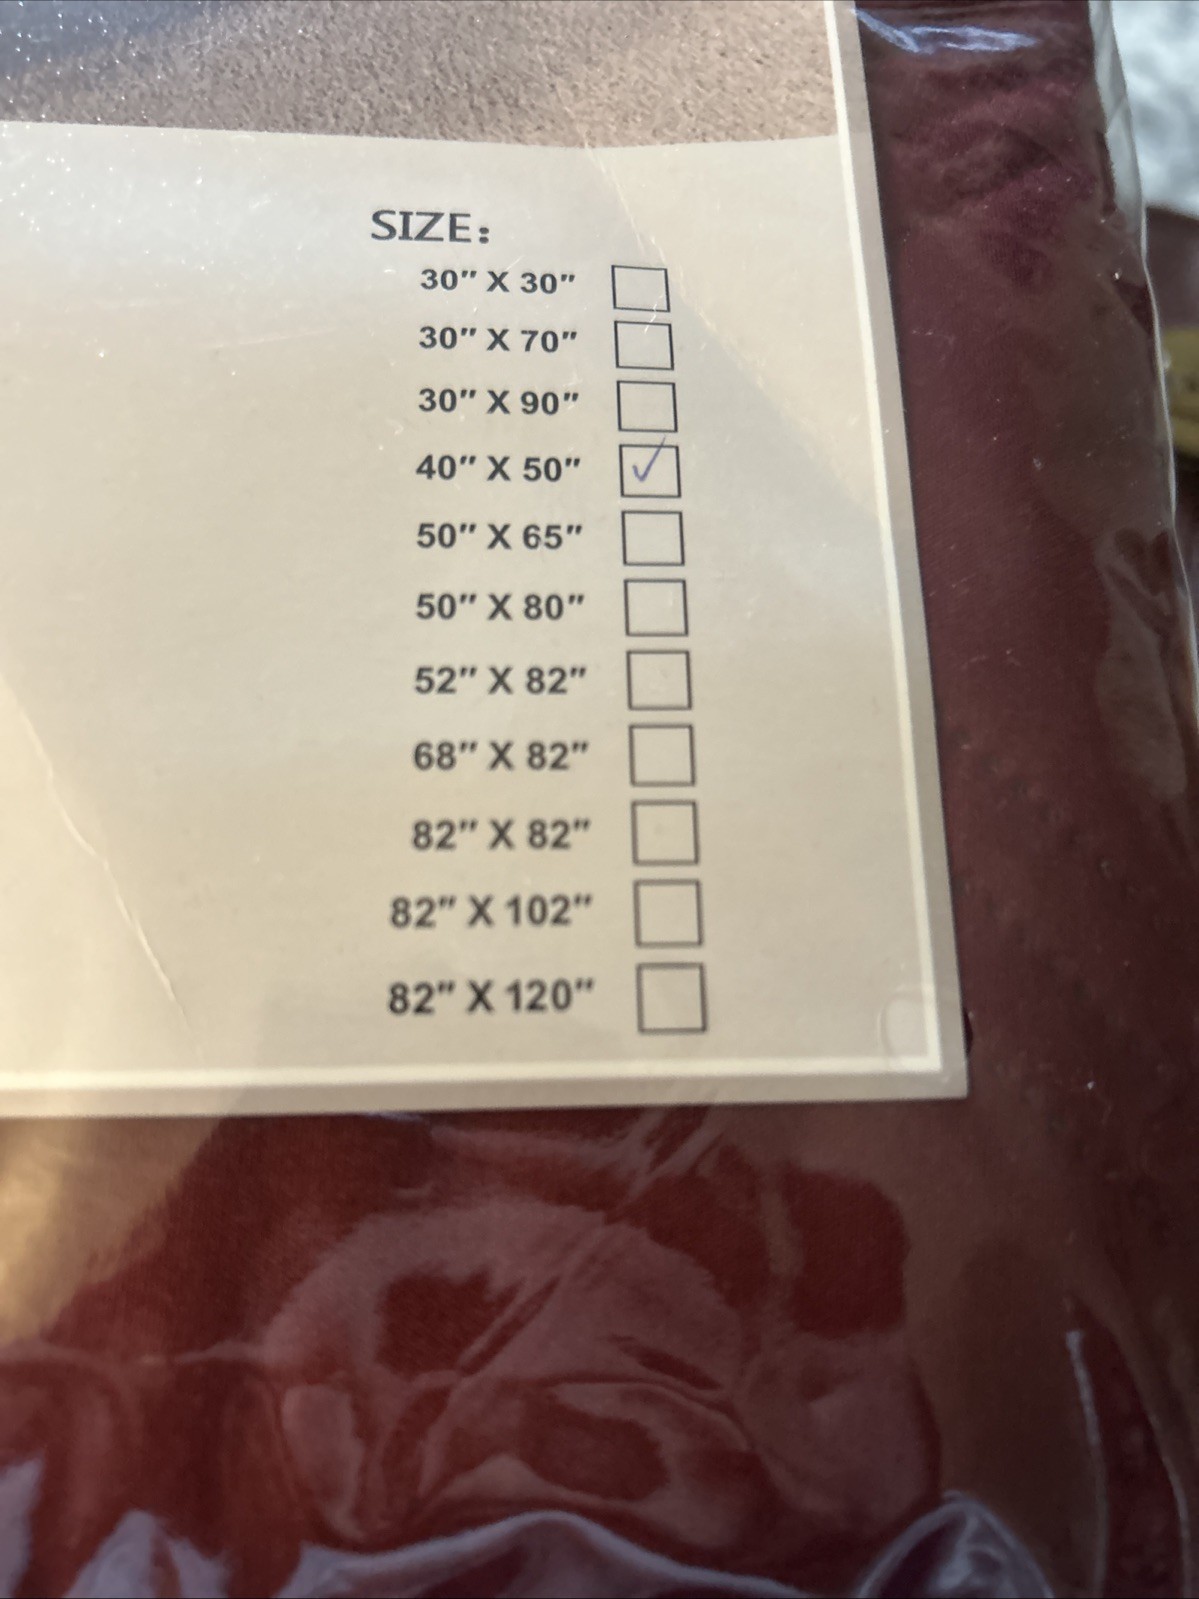 SIZE:
30" X 30"
30" X 70"
30" X 90"
40" X 50" ✓
50" X 65"
50" X 80"
52" X 82"
68" X 82"
82" X 82"
82" X 102"
82" X 120"